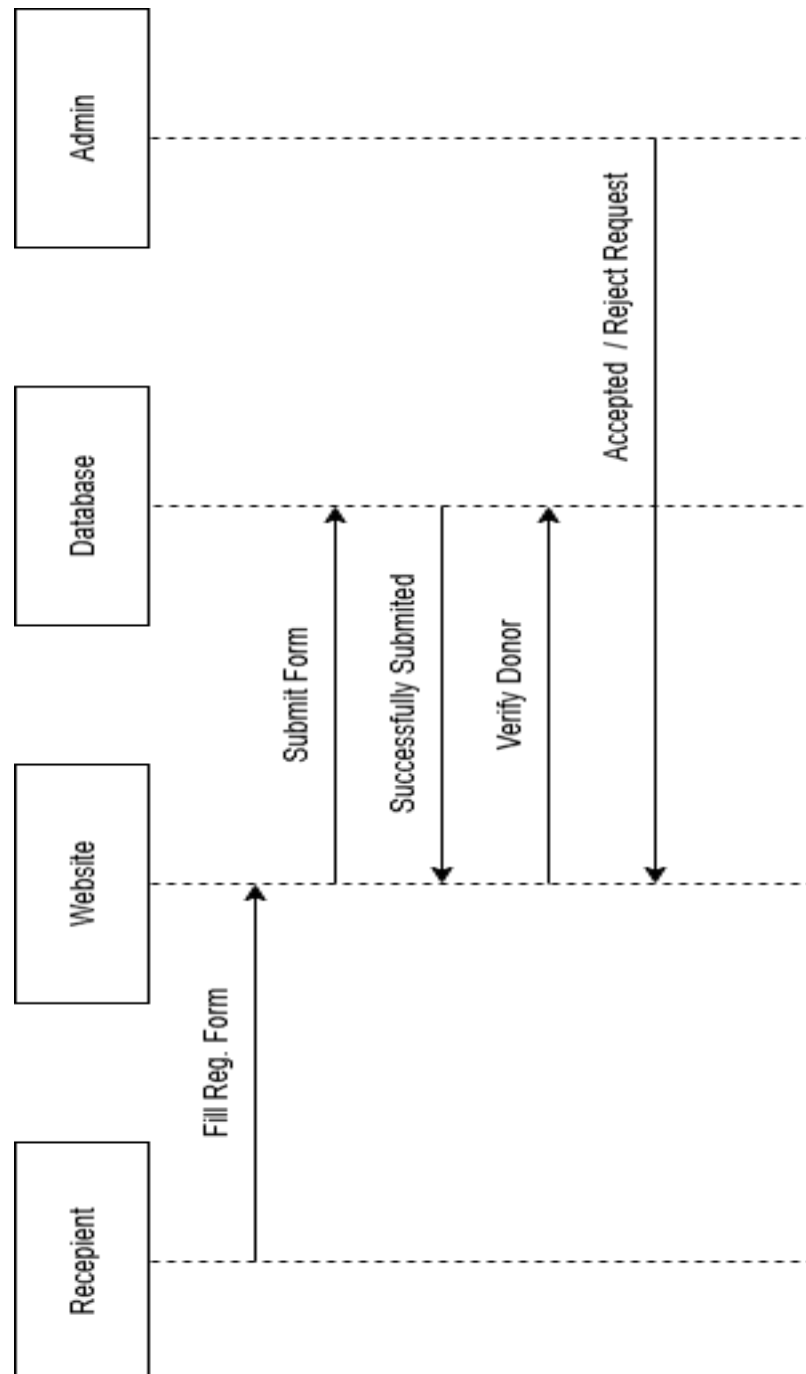 Recepient
Website
Database
Admin
Fill Reg. Form
Submit Form
Successfully Submited
Verify Donor
Accepted / Reject Request